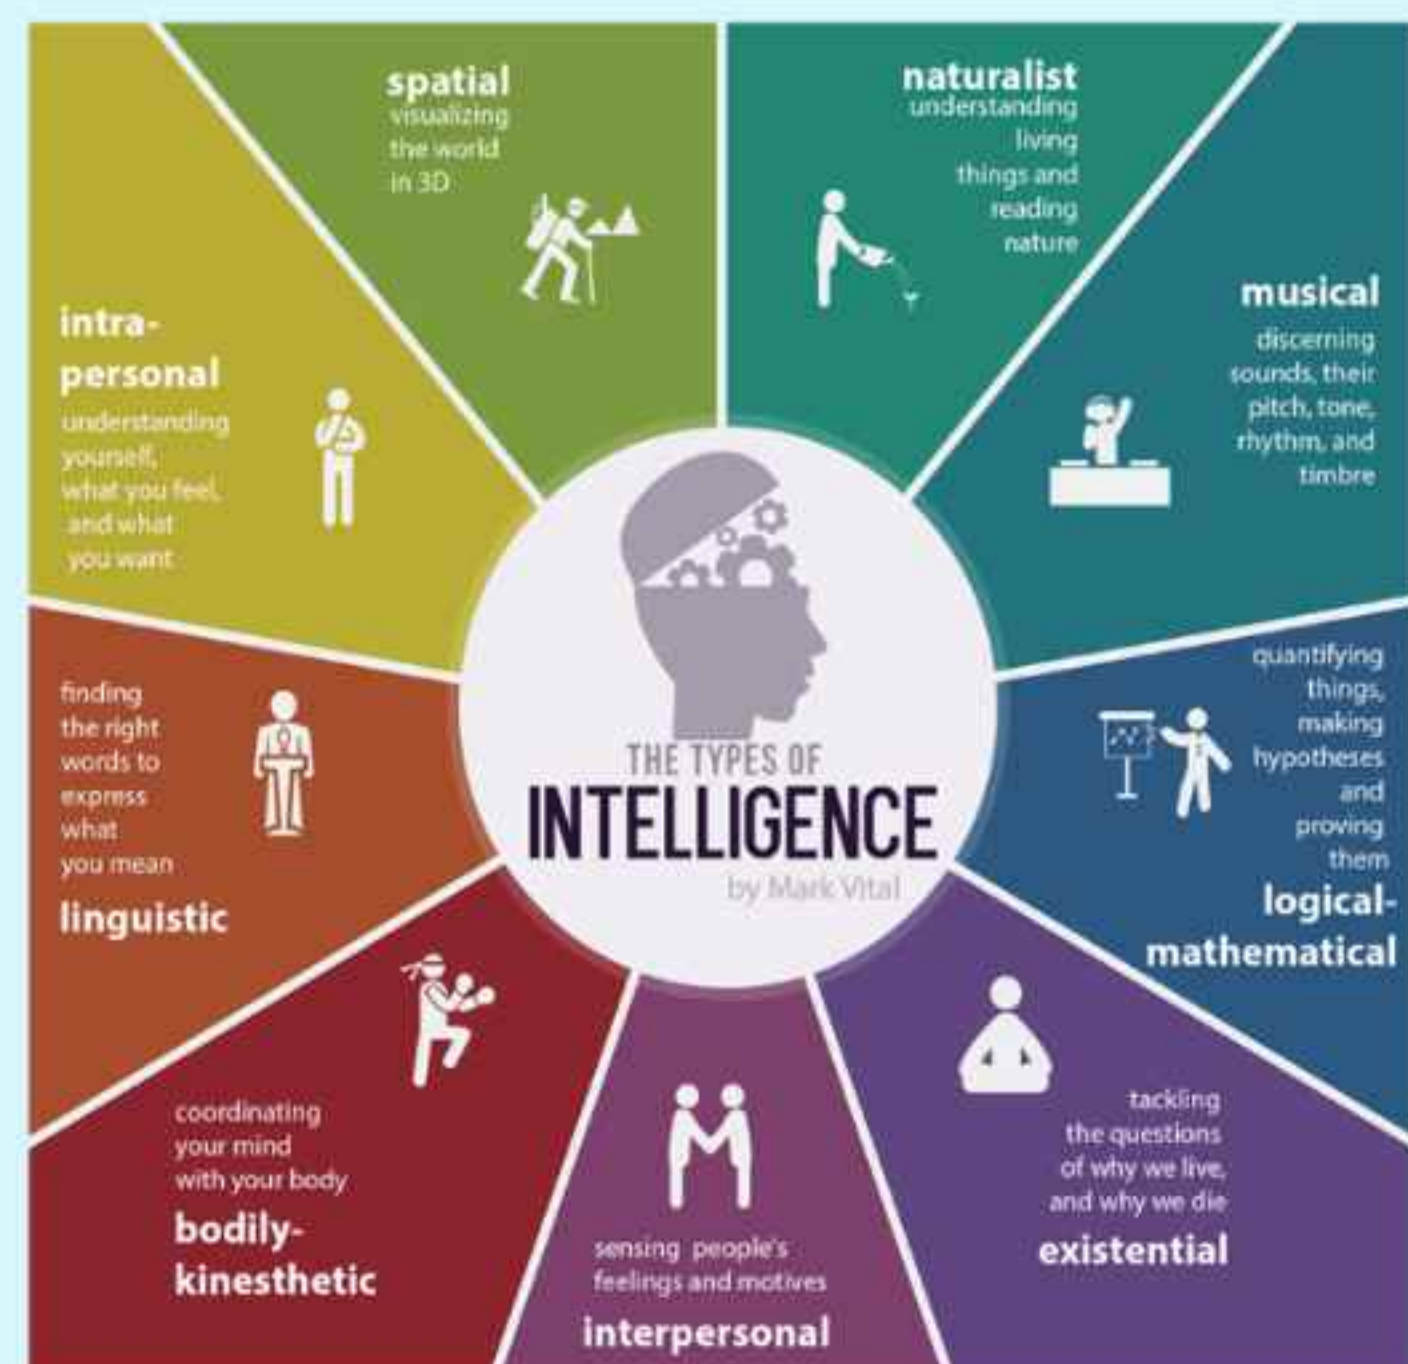 spatial
visualizing
the world
in 3D
naturalist
understanding
living
things and
reading
nature
musical
discerning
sounds, their
pitch, tone,
rhythm, and
timbre
intra-
personal
understanding
yourself,
what you feel,
and what
you want
quantifying
things,
making
hypotheses
and
proving
them
logical-
mathematical
finding
the right
words to
express
what
you mean
linguistic
THE TYPES OF
INTELLIGENCE
by Mark Vital
coordinating
your mind
with your body
bodily-
kinesthetic
sensing people's
feelings and motives
interpersonal
tackling
the questions
of why we live,
and why we die
existential